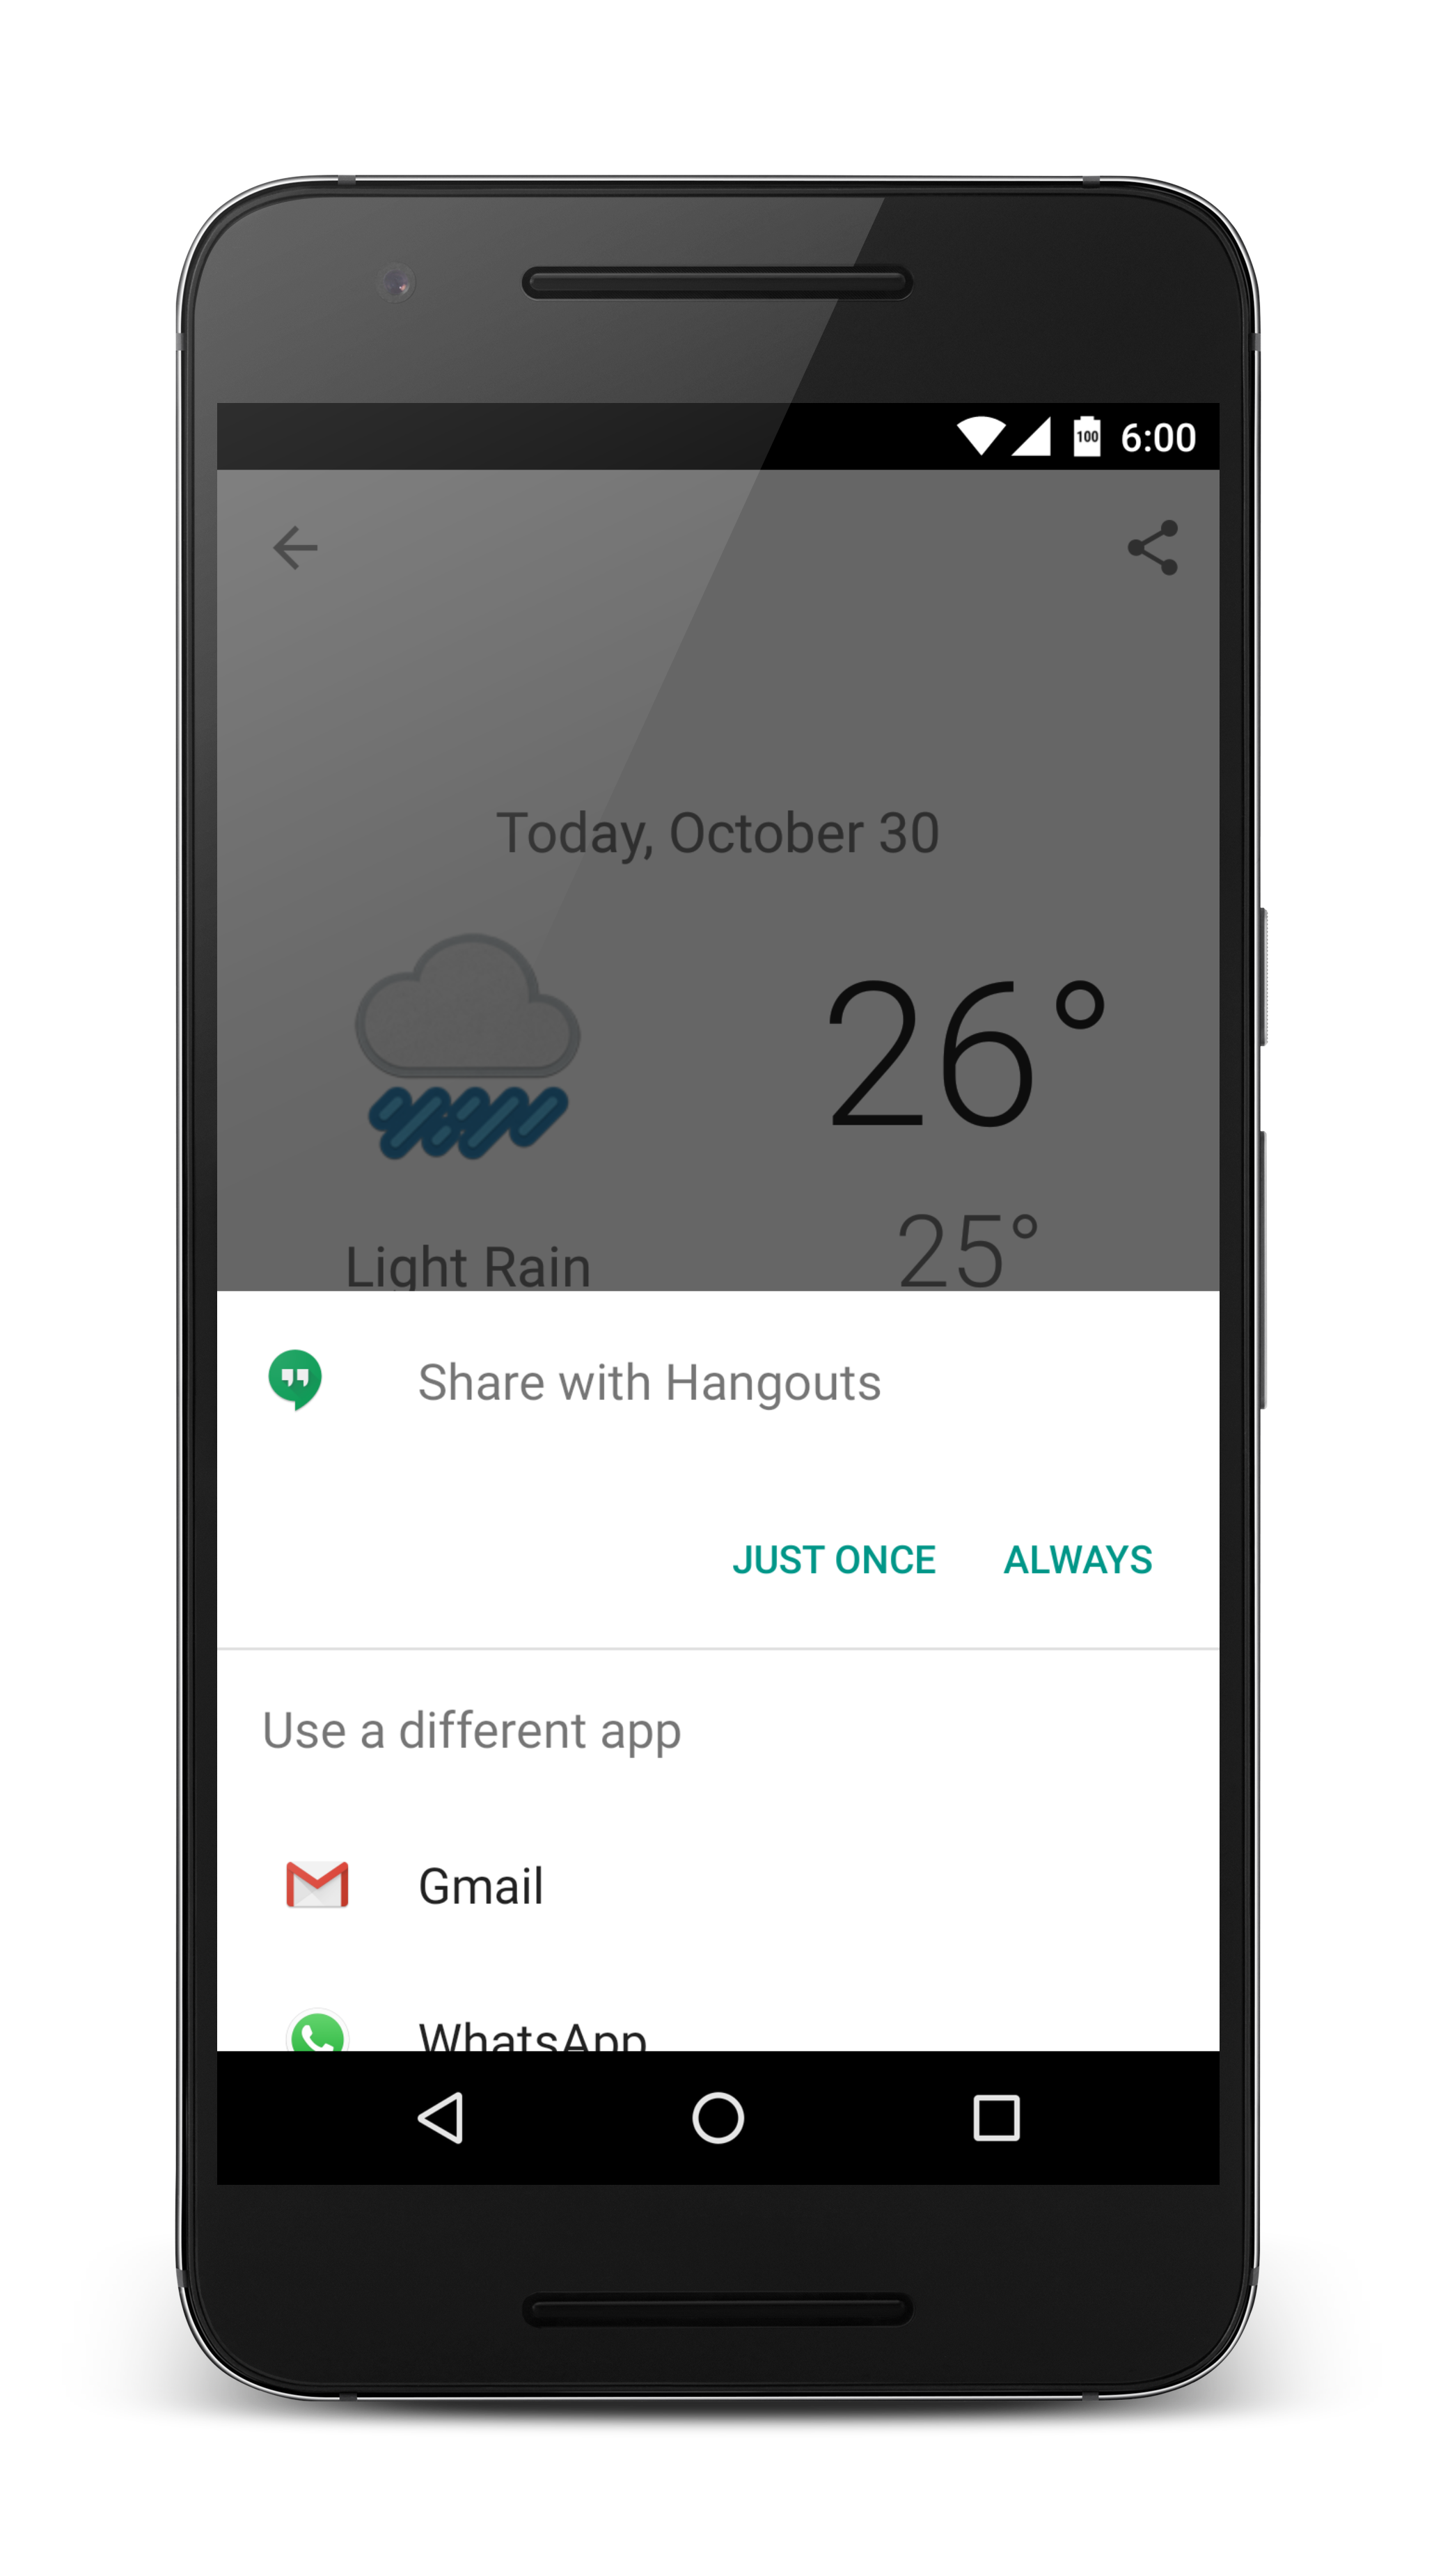 100 6:00
Today, October 30
26°
Light Rain 25°
Share with Hangouts
JUST ONCE ALWAYS
Use a different app
Gmail
WhatsApp